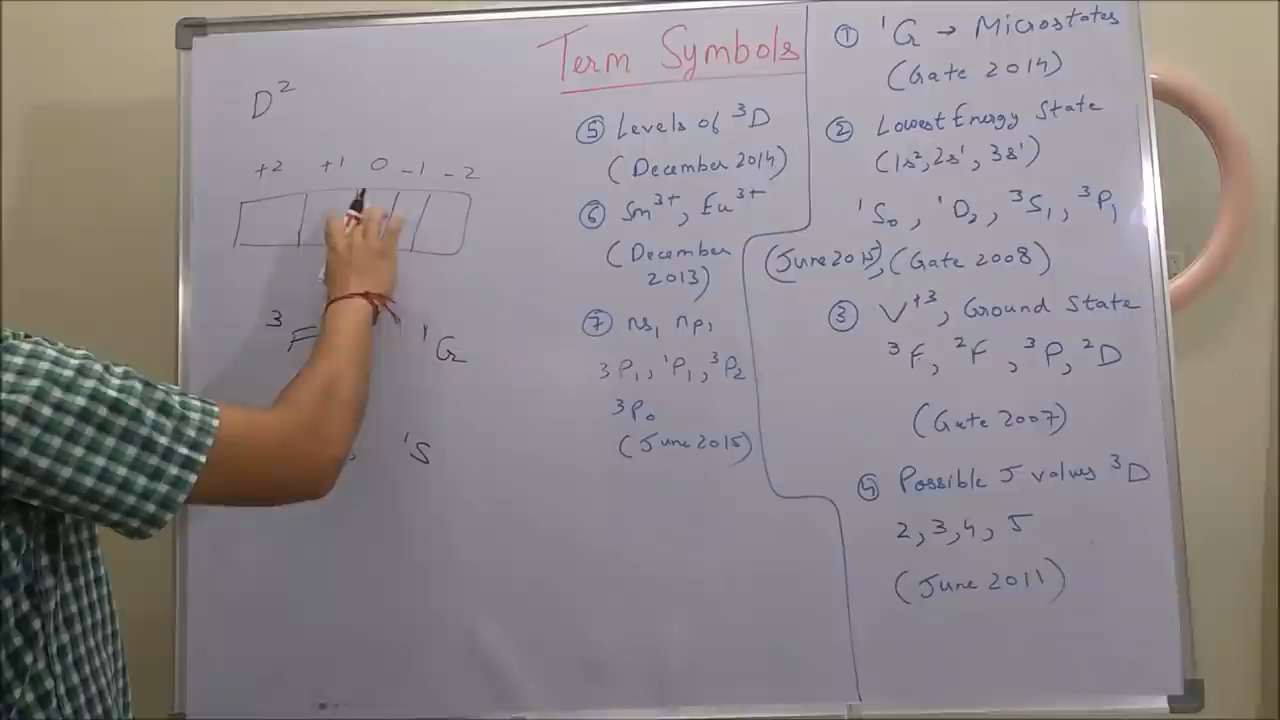 Term Symbols
D²
+2 +1 0 -1 -2
³F ¹G
¹S
⑤ Levels of ³D
(December 2014)
⑥ Sm³⁺, Eu³⁺
(December
2013)
⑦ ns, np,
³P₁, ¹P₁, ³P₂
³P₀
(June 2015)
① ¹G → Microstates
(Gate 2014)
② Lowest Energy State
(1s², 2s¹, 3s¹)
¹S₀, ¹D₂, ³S₁, ³P₁
(June 2015), (Gate 2008)
③ V⁺³, Ground State
³F, ²F, ³P, ²D
(Gate 2007)
④ Possible J values ³D
2, 3, 4, 5
(June 2011)